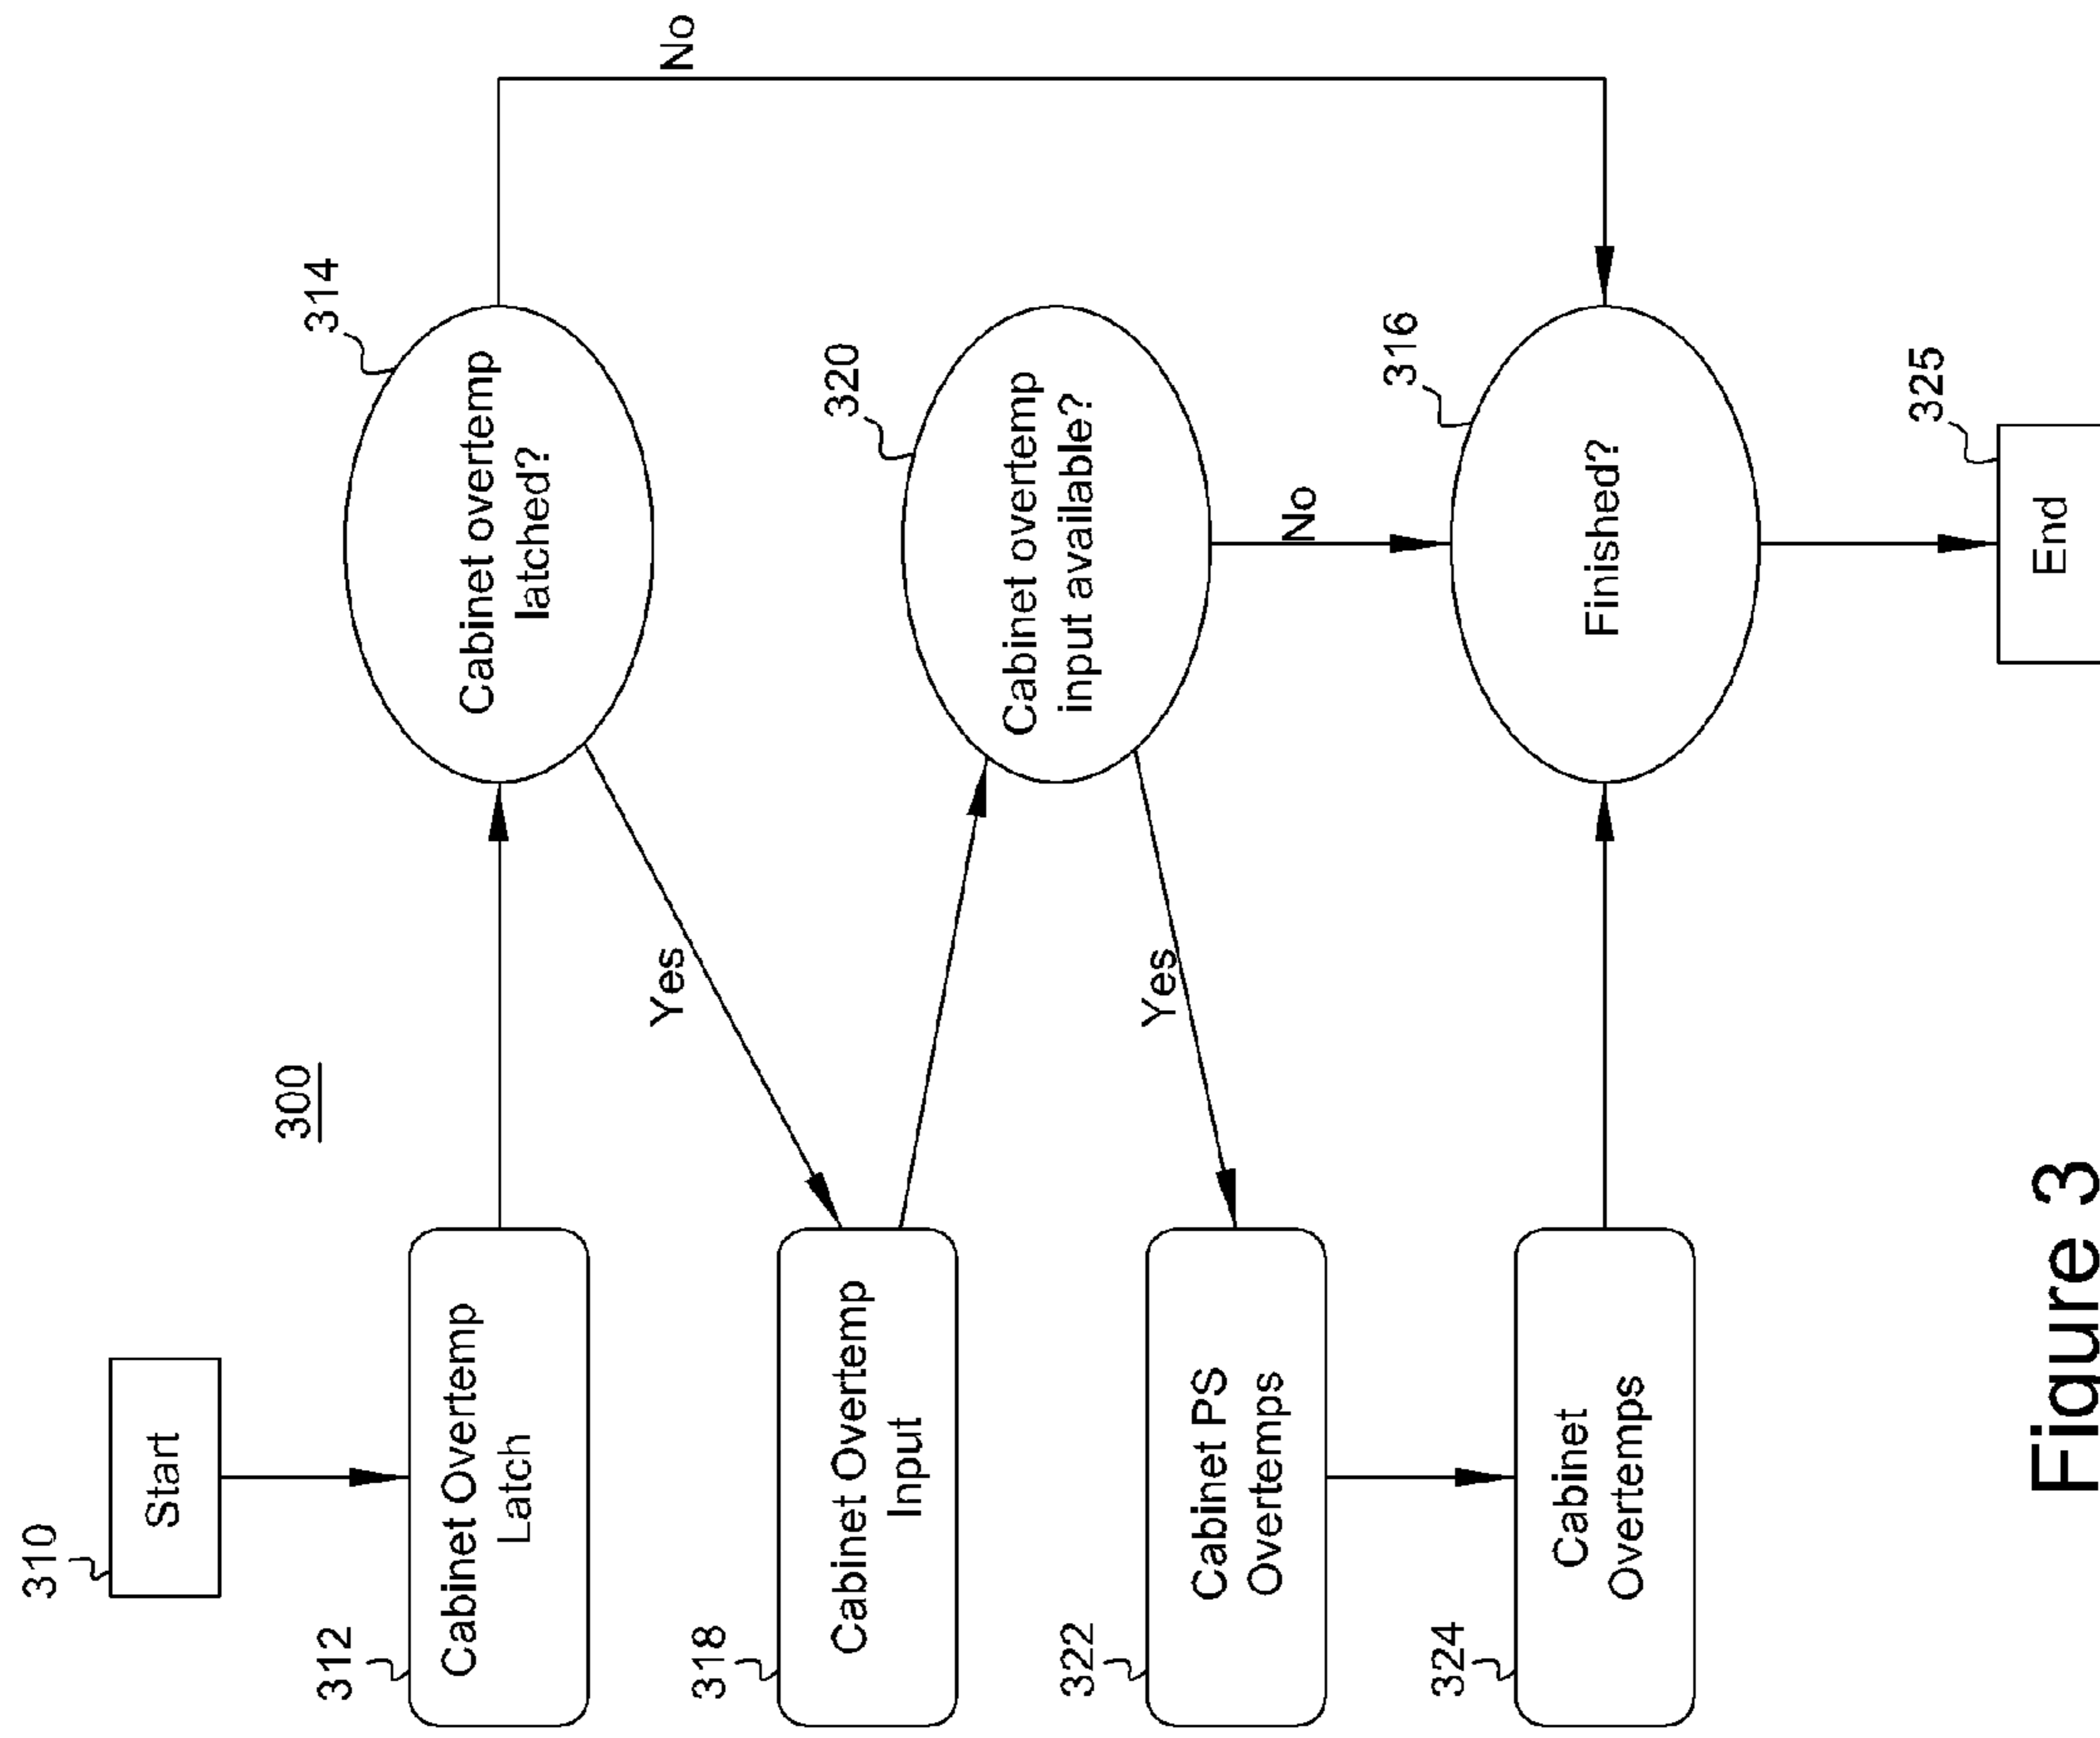 300
310
Start
312
Cabinet Overtemp
Latch
314
Cabinet overtemp
latched?
No
Yes
318
Cabinet Overtemp
Input
320
Cabinet overtemp
input available?
Yes
No
322
Cabinet PS
Overtemps
324
Cabinet
Overtemps
316
Finished?
325
End
Figure 3